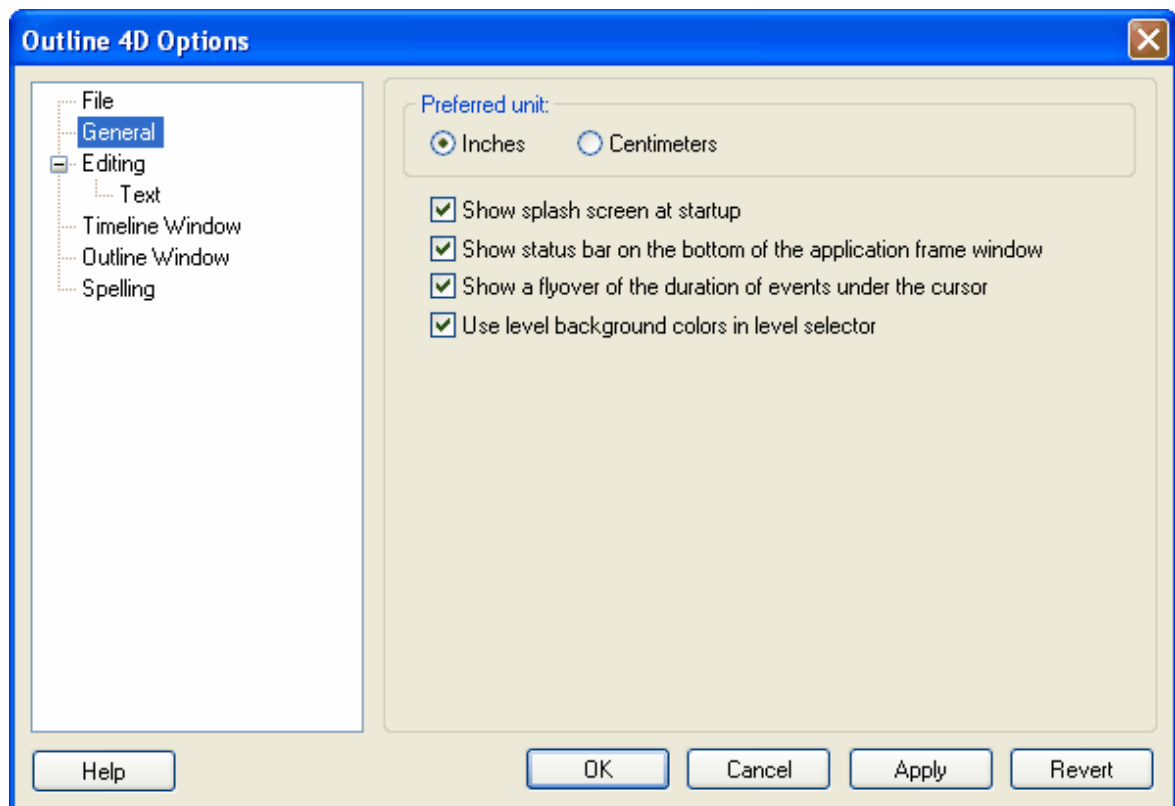 Outline 4D Options
File
General
Editing
Text
Timeline Window
Outline Window
Spelling
Preferred unit:
Inches Centimeters
Show splash screen at startup
Show status bar on the bottom of the application frame window
Show a flyover of the duration of events under the cursor
Use level background colors in level selector
Help OK Cancel Apply Revert